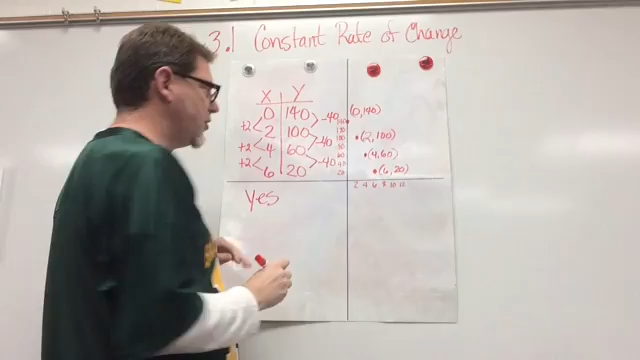 3.1 Constant Rate of Change
X Y
0 140
2 100
4 60
6 20
+2 -40
+2 -40
+2 -40
(0,140)
(2,100)
(4,60)
(6,20)
2 4 6 8 10 12
Yes